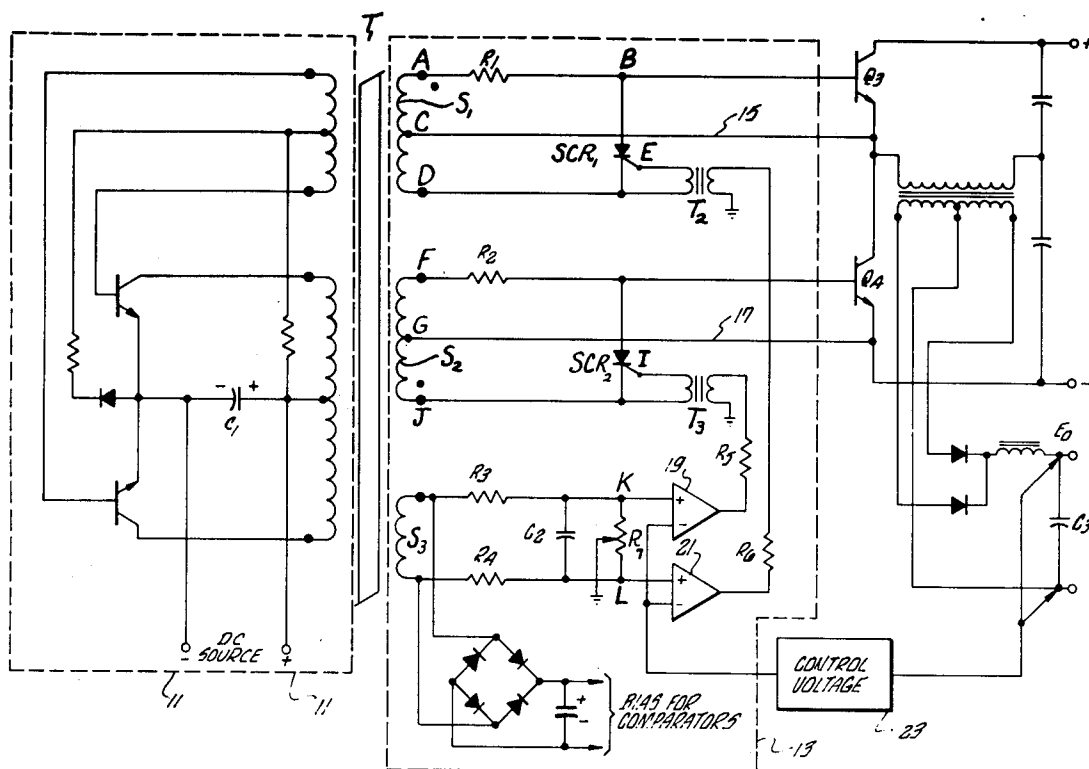 T
A
R1
B
Q3
+
S1
C
15
SCR1
E
D
T2
F
R2
Q4
G
17
S2
SCR2
I
J
T3
-
- +
C1
E0
R5
19
R3
K
+
-
S3
C2
R7
C3
R4
21
R6
L
+
-
DC
SOURCE
- +
11
11
CONTROL
VOLTAGE
+
-
BIAS FOR
COMPARATORS
13
23